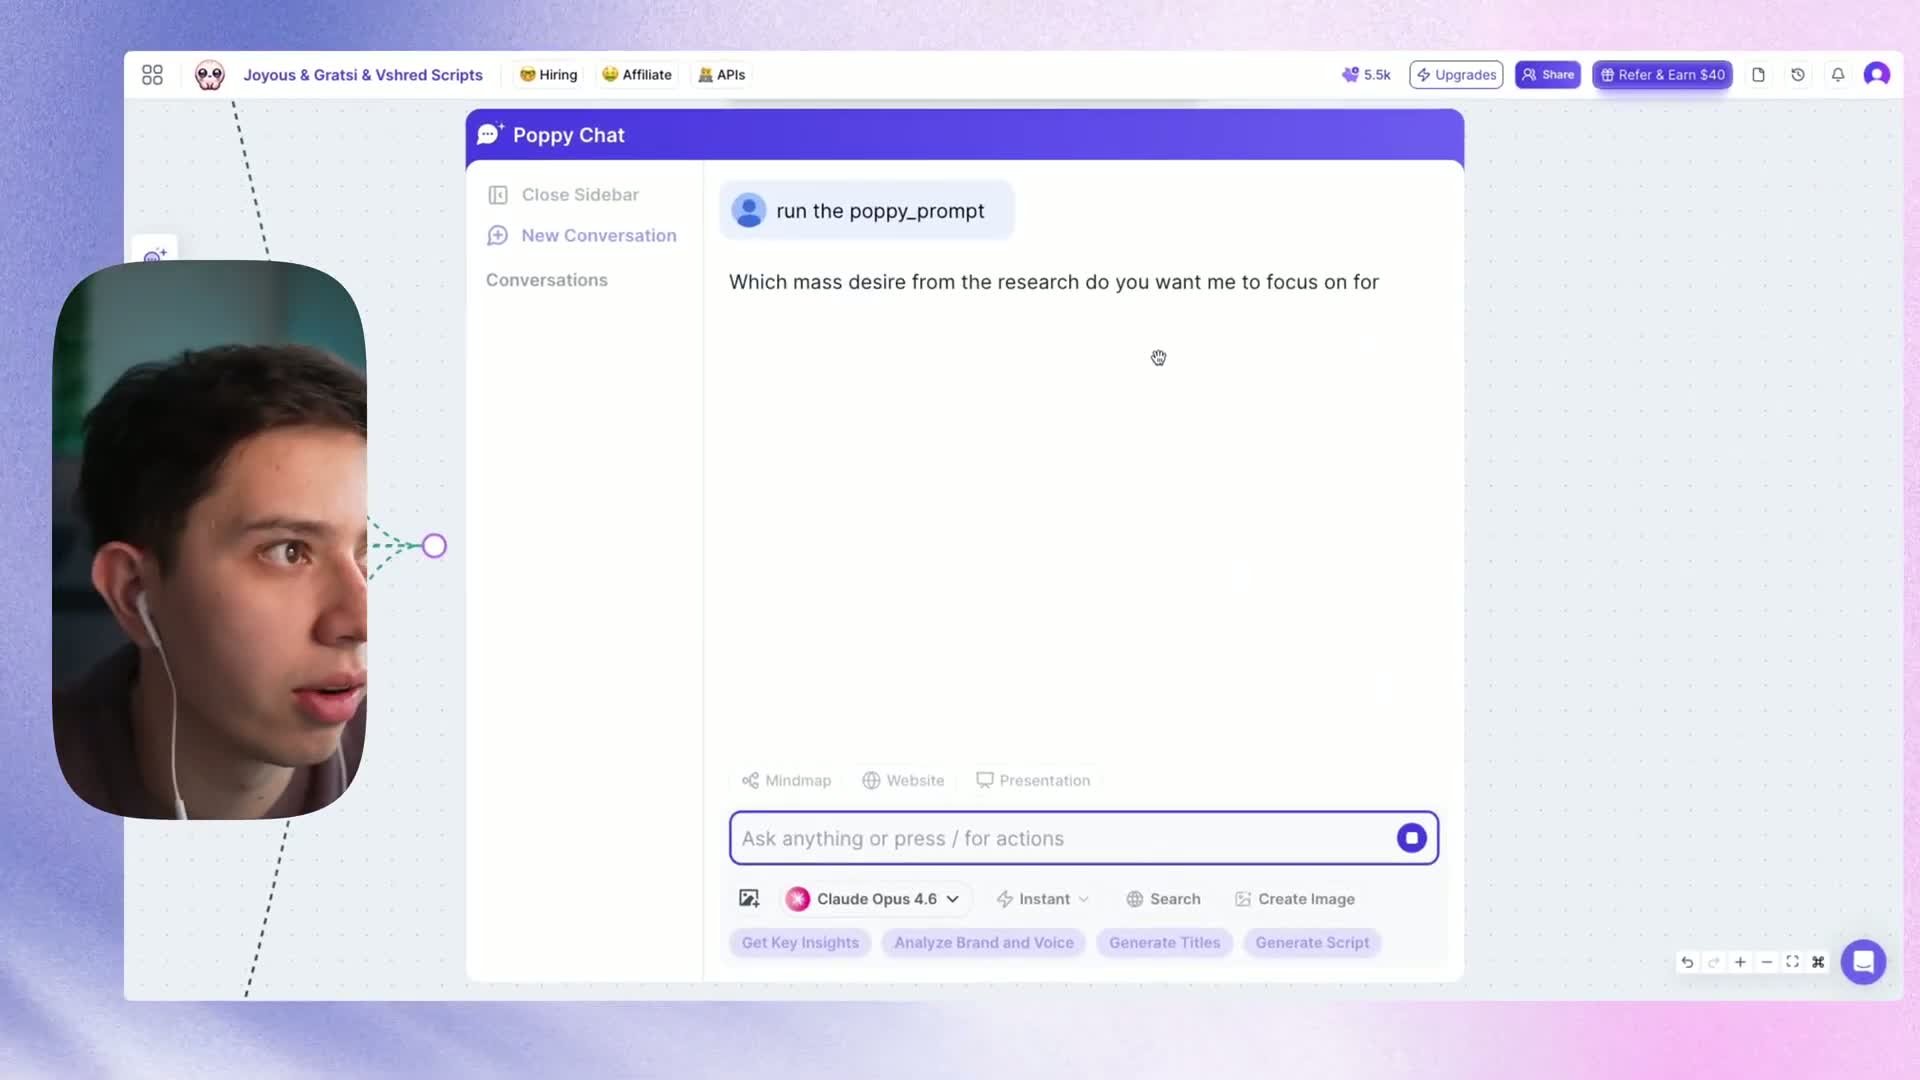 Joyous & Gratsi & Vshred Scripts
Hiring
Affiliate
APIs
5.5k
Upgrades
Share
Refer & Earn $40
Poppy Chat
Close Sidebar
New Conversation
Conversations
run the poppy_prompt
Which mass desire from the research do you want me to focus on for
Mindmap
Website
Presentation
Ask anything or press / for actions
Claude Opus 4.6
Instant
Search
Create Image
Get Key Insights
Analyze Brand and Voice
Generate Titles
Generate Script